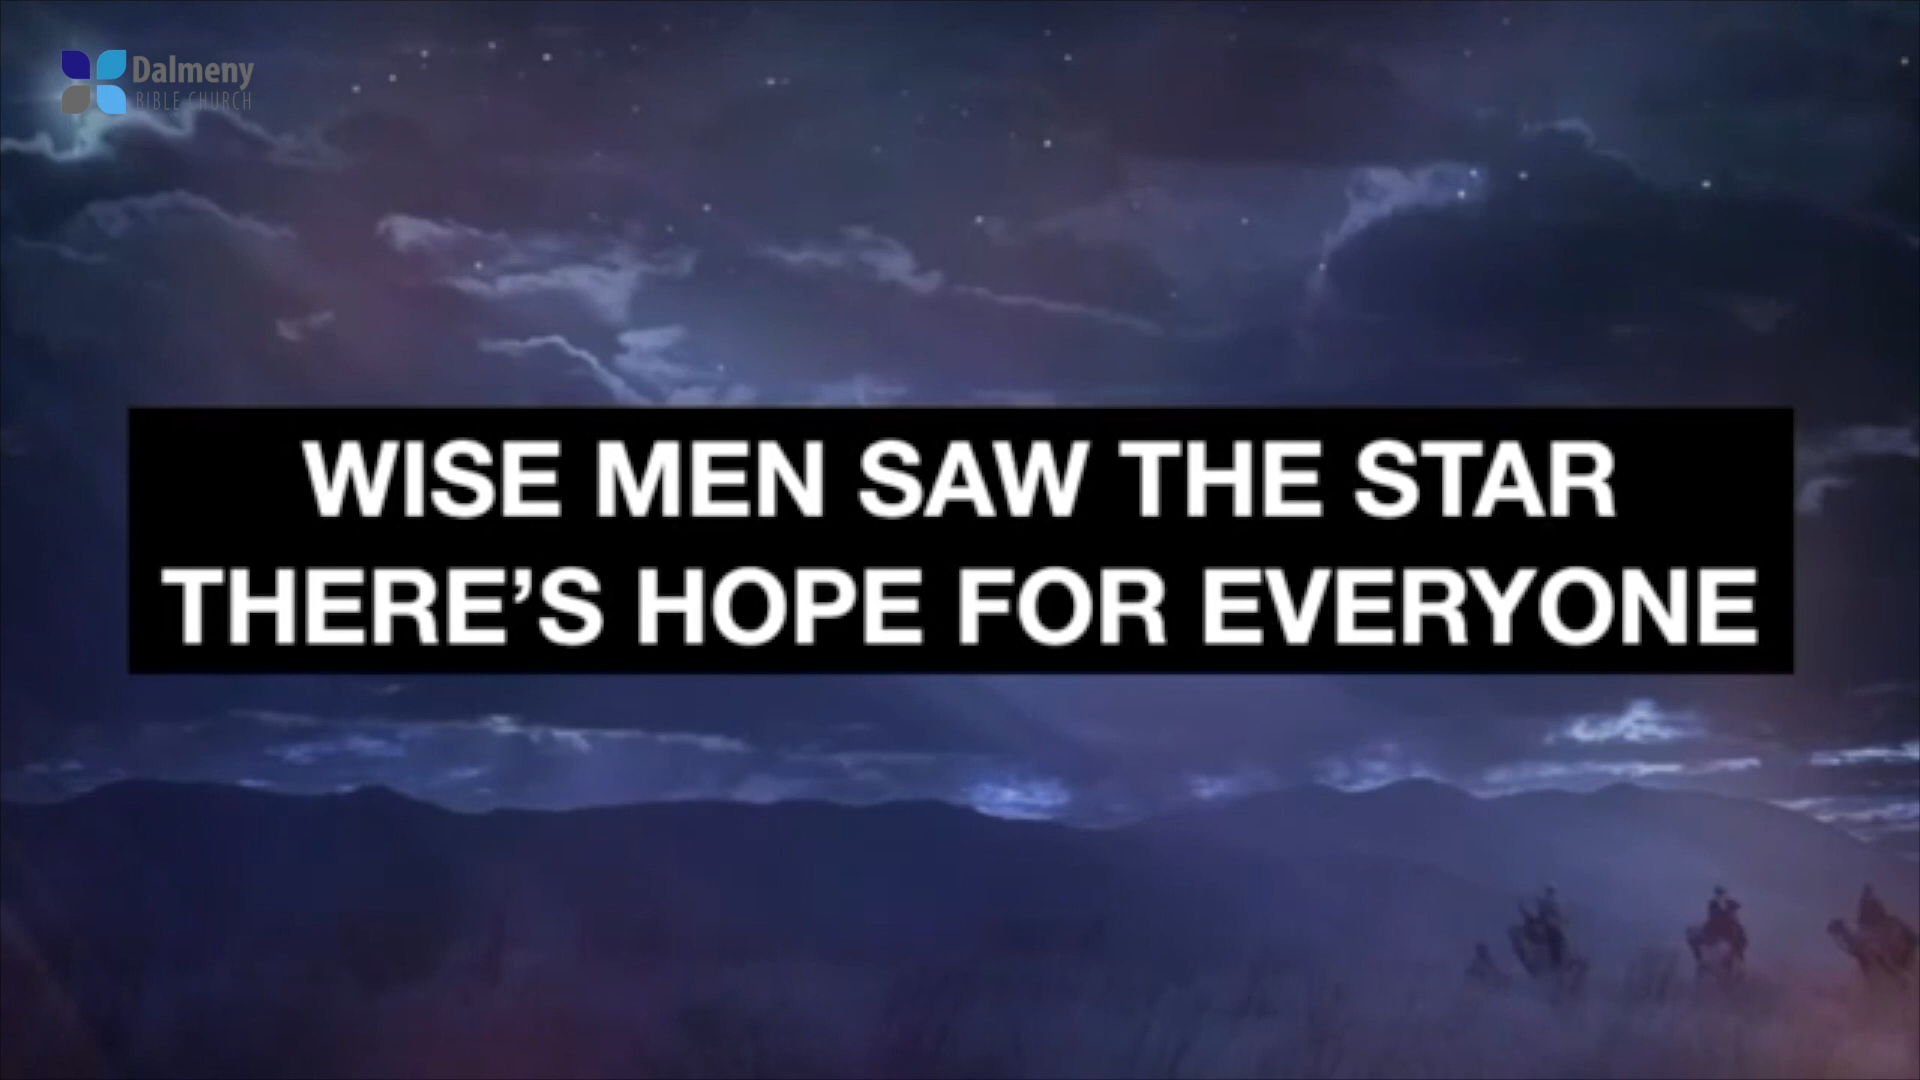 Dalmeny
BIBLE CHURCH
WISE MEN SAW THE STAR
THERE’S HOPE FOR EVERYONE